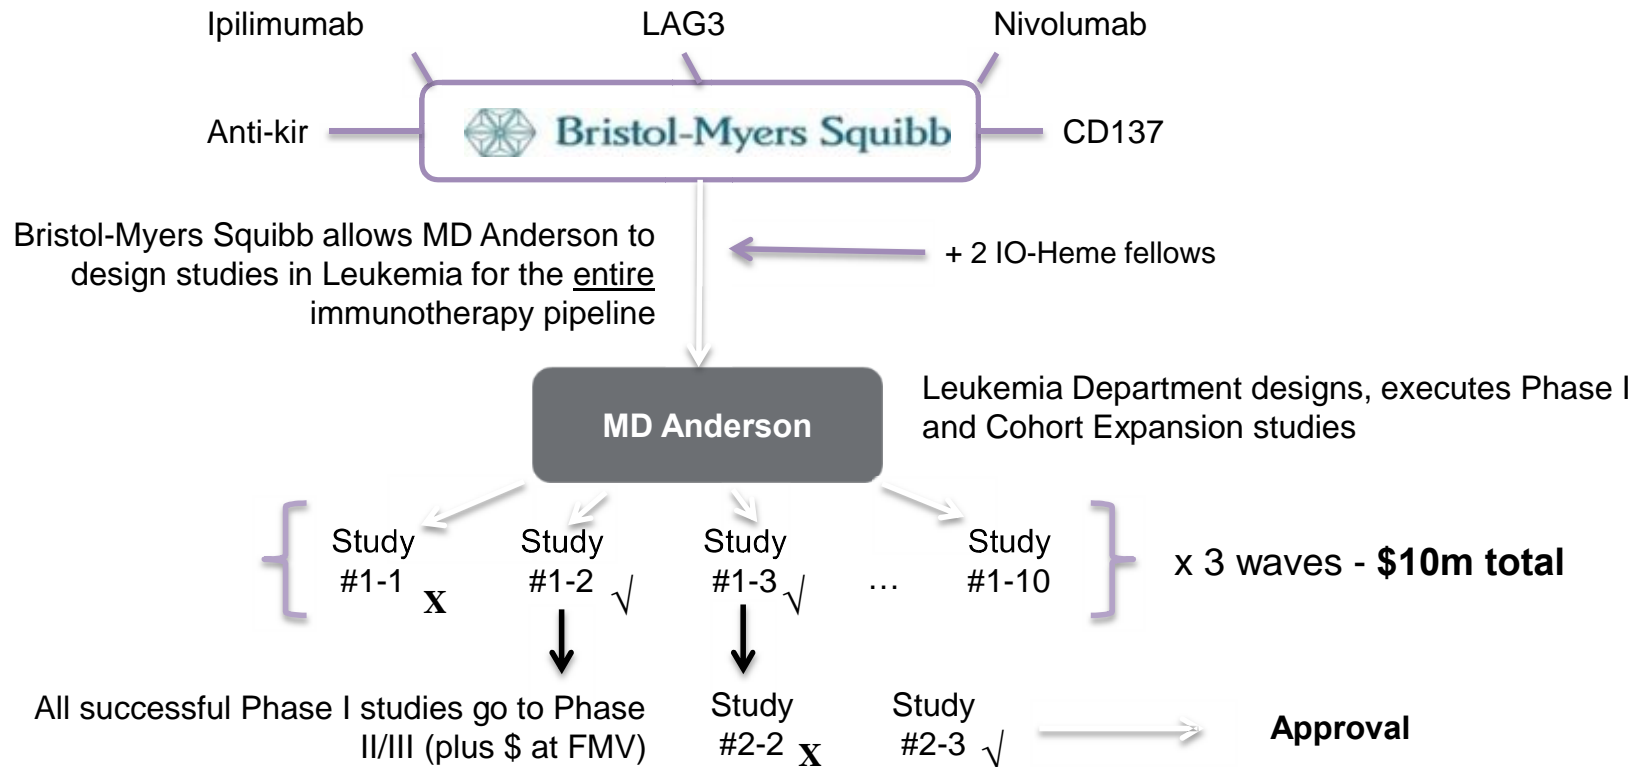 Ipilimumab
LAG3
Nivolumab
Anti-kir
Bristol-Myers Squibb
CD137
Bristol-Myers Squibb allows MD Anderson to
design studies in Leukemia for the entire
immunotherapy pipeline
+ 2 IO-Heme fellows
MD Anderson
Leukemia Department designs, executes Phase I
and Cohort Expansion studies
Study
#1-1 x
Study
#1-2 √
Study
#1-3 √
…
Study
#1-10
x 3 waves - $10m total
All successful Phase I studies go to Phase
II/III (plus $ at FMV)
Study
#2-2 x
Study
#2-3 √
Approval